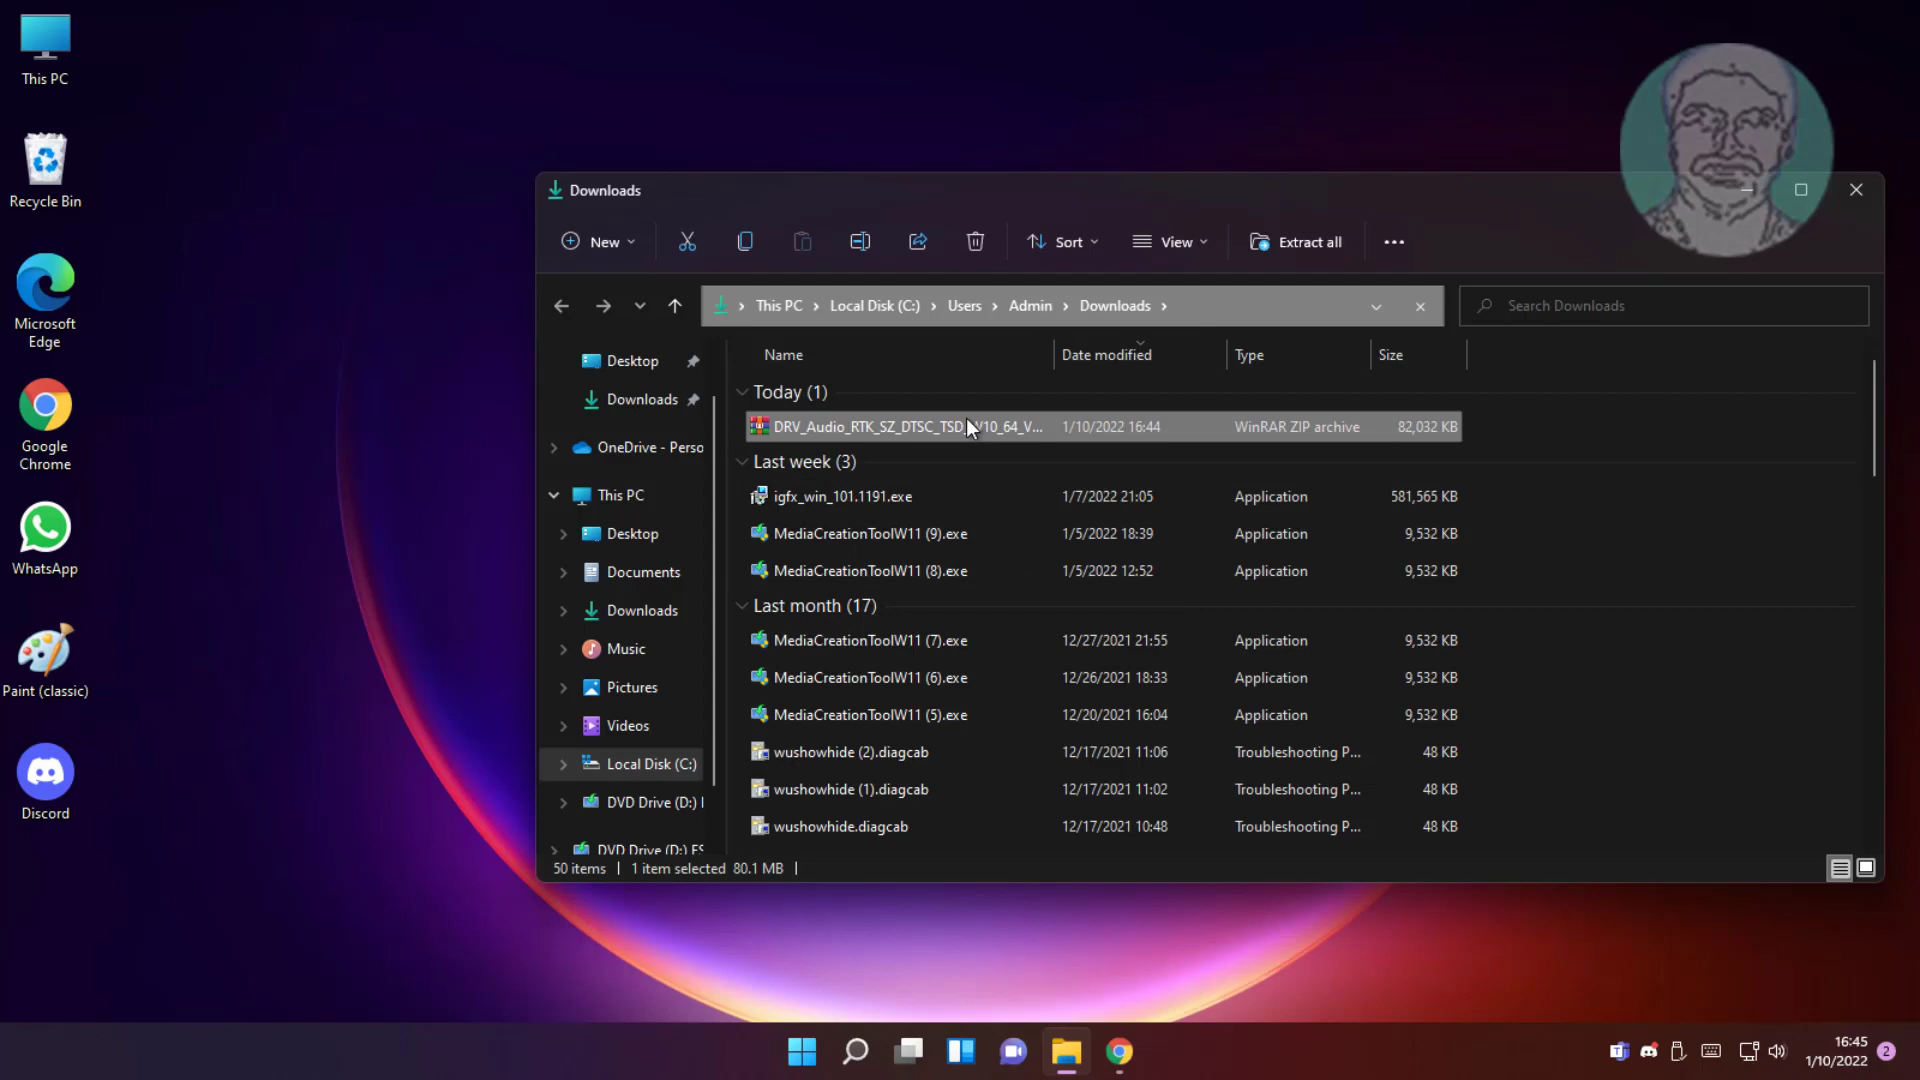 This PC
Recycle Bin
Microsoft
Edge
Google
Chrome
WhatsApp
Paint (classic)
Discord
Downloads
New
Sort
View
Extract all
This PC > Local Disk (C:) > Users > Admin > Downloads >
Search Downloads
Desktop
Downloads
OneDrive - Perso
This PC
Desktop
Documents
Downloads
Music
Pictures
Videos
Local Disk (C:)
DVD Drive (D:)
DVD Drive (D:) ES
Name Date modified Type Size
Today (1)
DRV_Audio_RTK_SZ_DTSC_TSD_ V10_64_V... 1/10/2022 16:44 WinRAR ZIP archive 82,032 KB
Last week (3)
igfx_win_101.1191.exe 1/7/2022 21:05 Application 581,565 KB
MediaCreationToolW11 (9).exe 1/5/2022 18:39 Application 9,532 KB
MediaCreationToolW11 (8).exe 1/5/2022 12:52 Application 9,532 KB
Last month (17)
MediaCreationToolW11 (7).exe 12/27/2021 21:55 Application 9,532 KB
MediaCreationToolW11 (6).exe 12/26/2021 18:33 Application 9,532 KB
MediaCreationToolW11 (5).exe 12/20/2021 16:04 Application 9,532 KB
wushowhide (2).diagcab 12/17/2021 11:06 Troubleshooting P... 48 KB
wushowhide (1).diagcab 12/17/2021 11:02 Troubleshooting P... 48 KB
wushowhide.diagcab 12/17/2021 10:48 Troubleshooting P... 48 KB
50 items 1 item selected 80.1 MB
16:45
1/10/2022
2